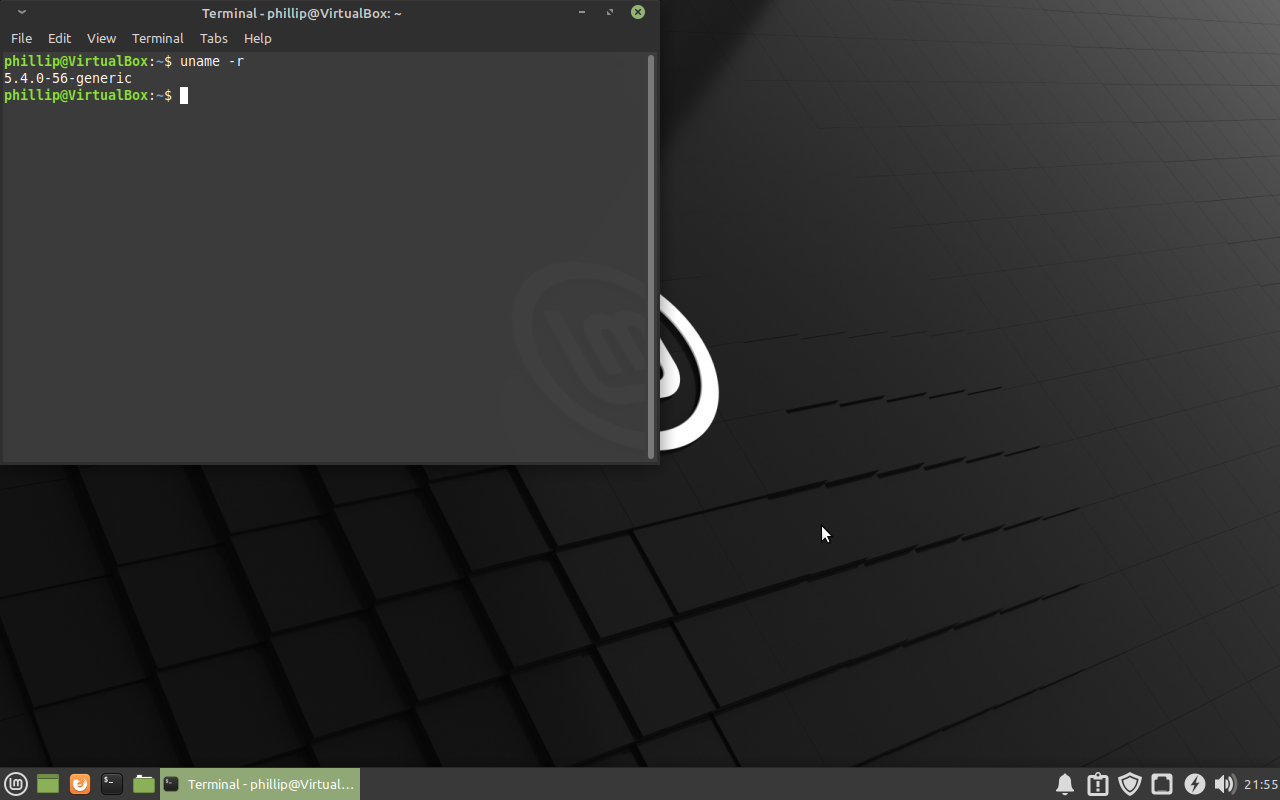 Terminal - phillip@VirtualBox: ~
File Edit View Terminal Tabs Help
phillip@VirtualBox:~$ uname -r
5.4.0-56-generic
phillip@VirtualBox:~$
Terminal - phillip@Virtual...
21:55